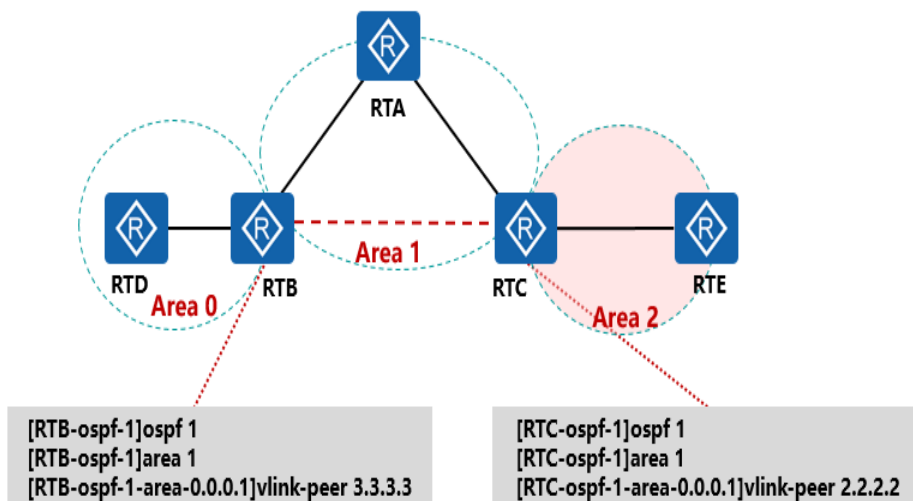 R
RTA
R
R
R
R
RTD
RTB
Area 1
RTC
RTE
Area 0
Area 2
[RTB-ospf-1]ospf 1
[RTB-ospf-1]area 1
[RTB-ospf-1-area-0.0.0.1]vlink-peer 3.3.3.3
[RTC-ospf-1]ospf 1
[RTC-ospf-1]area 1
[RTC-ospf-1-area-0.0.0.1]vlink-peer 2.2.2.2